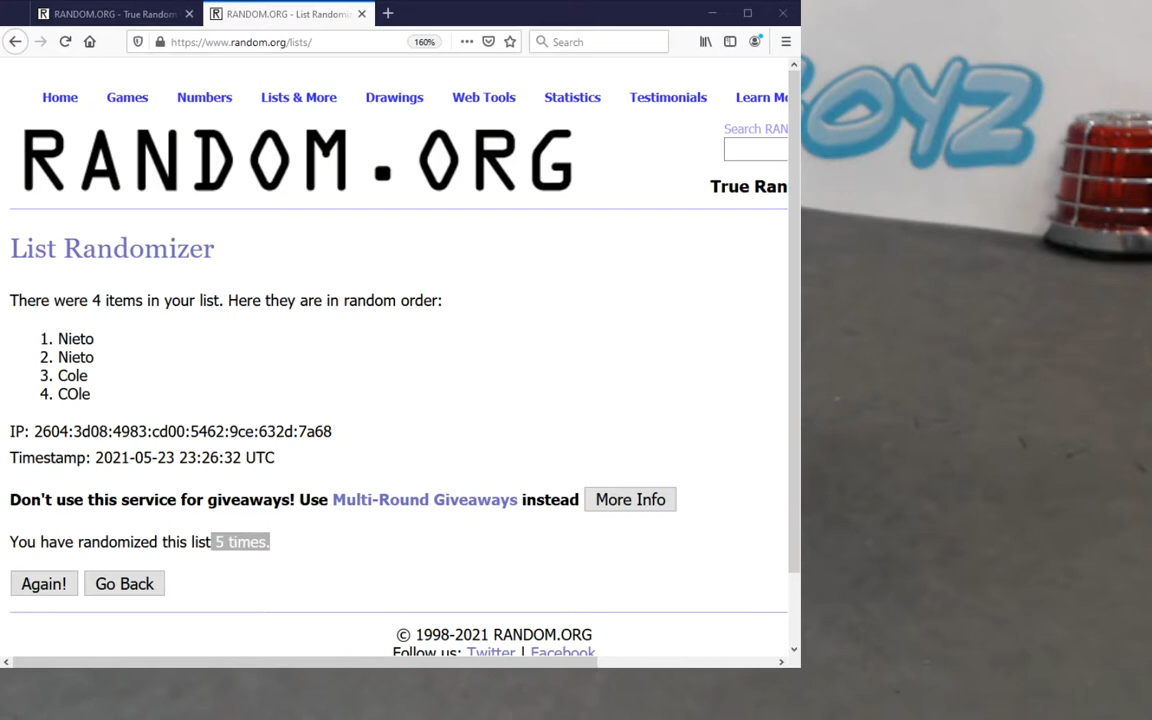 RANDOM.ORG - True Random
RANDOM.ORG - List Randomiz
https://www.random.org/lists/
160%
Search
Home Games Numbers Lists & More Drawings Web Tools Statistics Testimonials Learn Mo
RANDOM.ORG
Search RAN
True Ran
List Randomizer
There were 4 items in your list. Here they are in random order:
1. Nieto
2. Nieto
3. Cole
4. COle
IP: 2604:3d08:4983:cd00:5462:9ce:632d:7a68
Timestamp: 2021-05-23 23:26:32 UTC
Don't use this service for giveaways! Use Multi-Round Giveaways instead More Info
You have randomized this list 5 times.
Again! Go Back
© 1998-2021 RANDOM.ORG
Follow us: Twitter | Facebook
OYZ